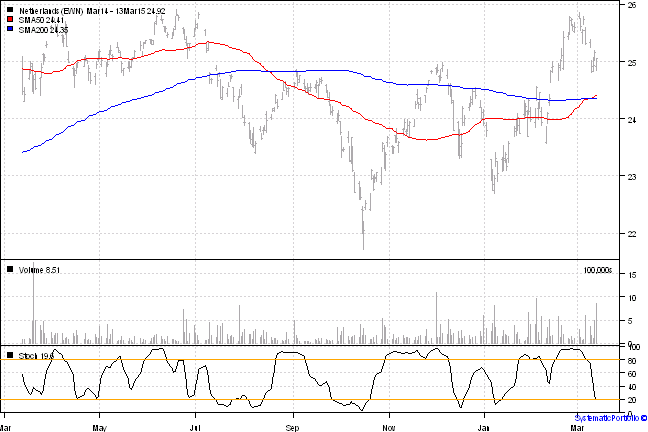 Netherlands (EWN) Mar14 - 13Mar15 24.92
SMA50 24.41
SMA200 24.35
26
25
24
23
22
Volume 8.51
100,000s
15
10
5
0
Stoch 19.6
100
80
60
40
20
0
Mar
May
Jul
Sep
Nov
Jan
Mar
SystematicPortfolio ©